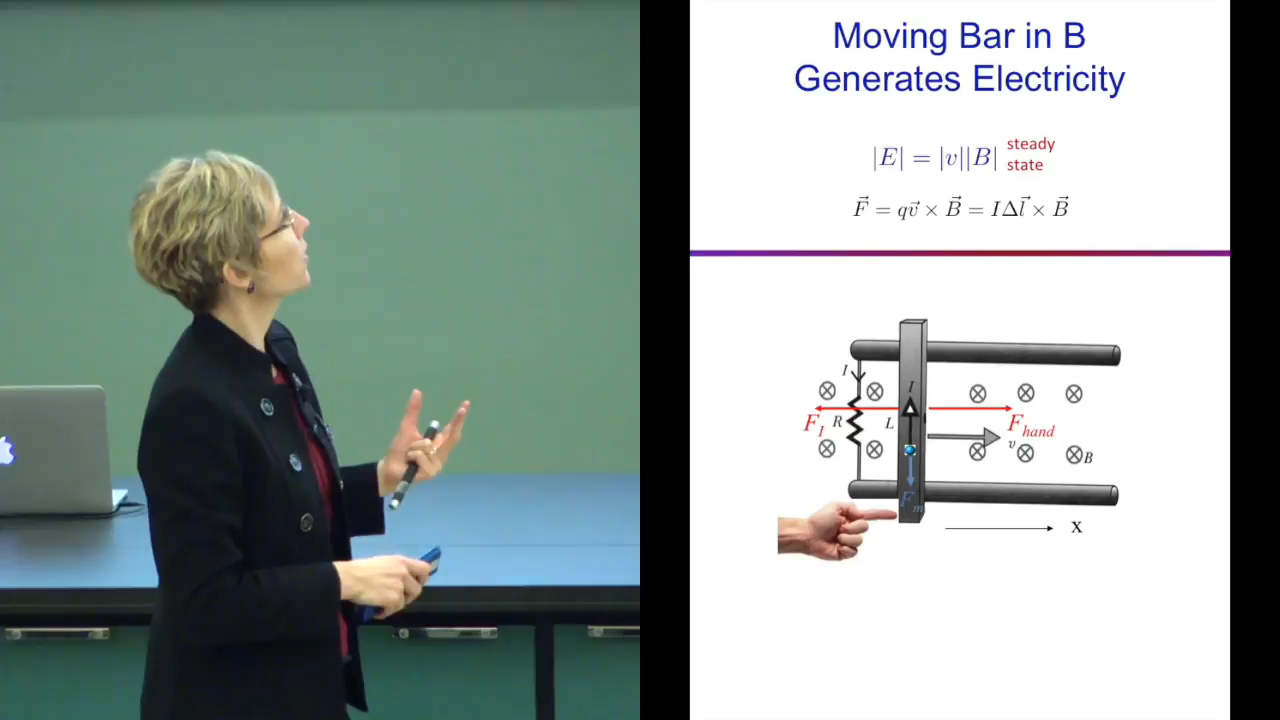 Moving Bar in B
Generates Electricity
|E| = |v||B| steady state
F⃗ = qv⃗ × B⃗ = IΔl⃗ × B⃗
I
I
F_I
R
L
F_hand
v
B
F_m
x